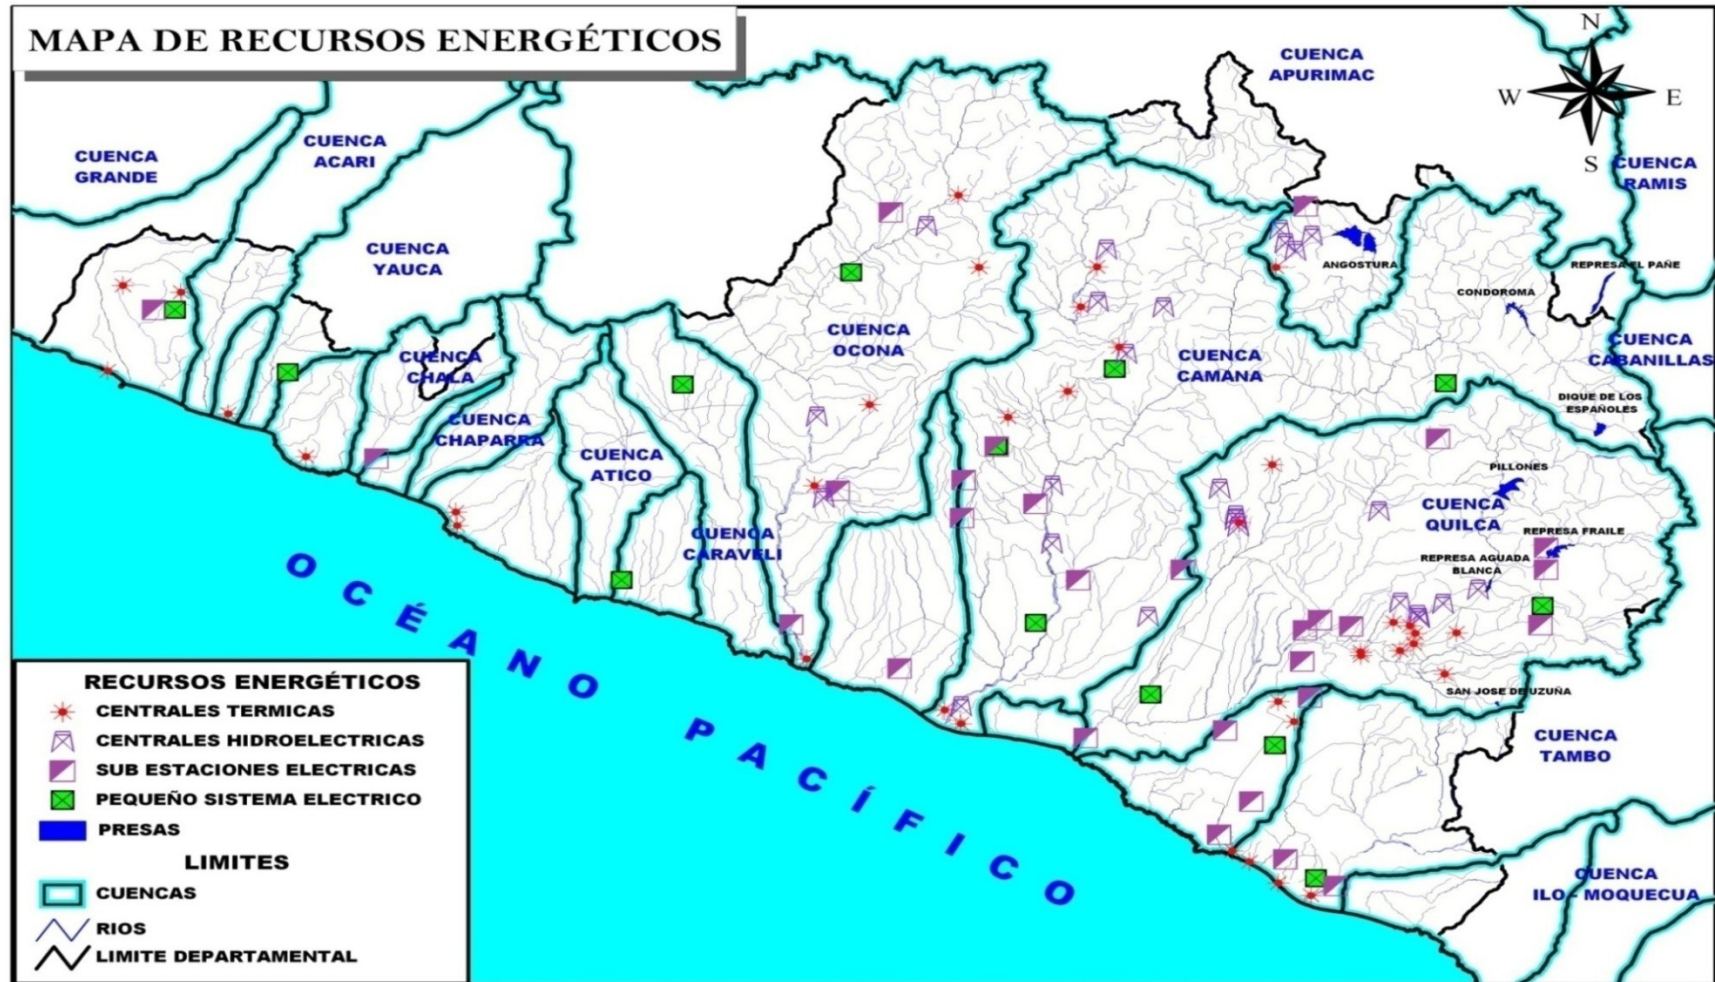 MAPA DE RECURSOS ENERGÉTICOS
N
W
E
S
CUENCA
APURIMAC
CUENCA
ACARI
CUENCA
GRANDE
CUENCA
RAMIS
CUENCA
YAUCA
ANGOSTURA
REPRESA EL PAÑE
CONDOROMA
CUENCA
OCONA
CUENCA
CHALA
CUENCA
CAMANA
CUENCA
CABANILLAS
DIQUE DE LOS
ESPAÑOLES
CUENCA
CHAPARRA
CUENCA
ATICO
PILLONES
CUENCA
QUILCA
CUENCA
CARAVELI
REPRESA FRAILE
REPRESA AGUADA
BLANCA
SAN JOSE DE UZUÑA
CUENCA
TAMBO
CUENCA
ILO - MOQUECUA
OCÉANO PACÍFICO
RECURSOS ENERGÉTICOS
CENTRALES TERMICAS
CENTRALES HIDROELECTRICAS
SUB ESTACIONES ELECTRICAS
PEQUEÑO SISTEMA ELECTRICO
PRESAS
LIMITES
CUENCAS
RIOS
LIMITE DEPARTAMENTAL